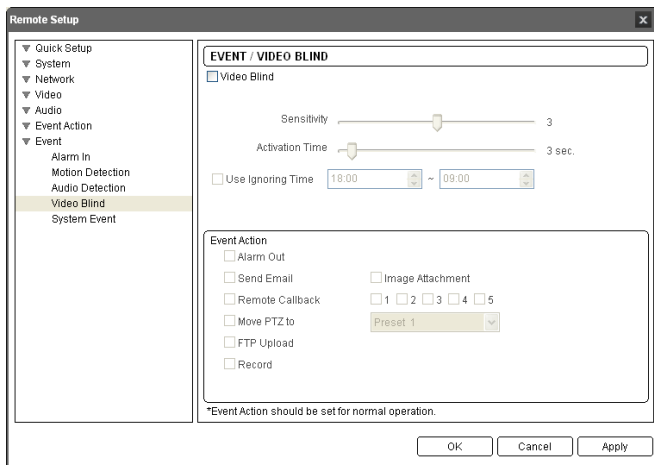 Remote Setup
x
Quick Setup
System
Network
Video
Audio
Event Action
Event
Alarm In
Motion Detection
Audio Detection
Video Blind
System Event
EVENT / VIDEO BLIND
Video Blind
Sensitivity 3
Activation Time 3 sec.
Use Ignoring Time 18:00 ~ 09:00
Event Action
Alarm Out
Send Email Image Attachment
Remote Callback 1 2 3 4 5
Move PTZ to Preset 1
FTP Upload
Record
*Event Action should be set for normal operation.
OK Cancel Apply